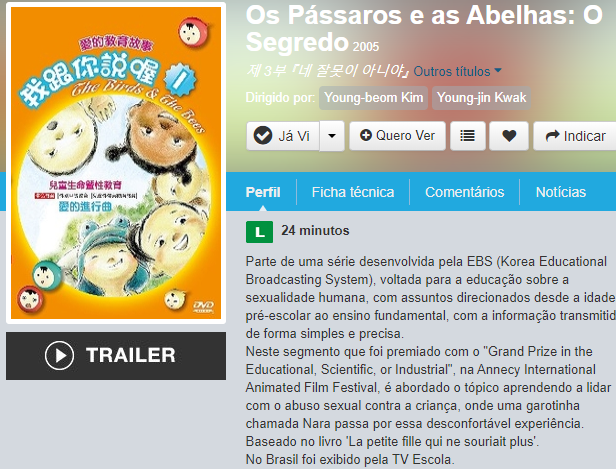 愛的教育故事
我跟你說喔 1
The Birds & The Bees
兒童生命暨性教育
愛的進行曲
DVD
TRAILER
Os Pássaros e as Abelhas: O
Segredo 2005
제 3부 『네 잘못이 아니야』 Outros títulos
Dirigido por: Young-beom Kim Young-jin Kwak
Já Vi Quero Ver Indicar
Perfil Ficha técnica Comentários Notícias
L 24 minutos
Parte de uma série desenvolvida pela EBS (Korea Educational
Broadcasting System), voltada para a educação sobre a
sexualidade humana, com assuntos direcionados desde a idade
pré-escolar ao ensino fundamental, com a informação transmitid
de forma simples e precisa.
Neste segmento que foi premiado com o "Grand Prize in the
Educational, Scientific, or Industrial", na Annecy International
Animated Film Festival, é abordado o tópico aprendendo a lidar
com o abuso sexual contra a criança, onde uma garotinha
chamada Nara passa por essa desconfortável experiência.
Baseado no livro 'La petite fille qui ne souriait plus'.
No Brasil foi exibido pela TV Escola.